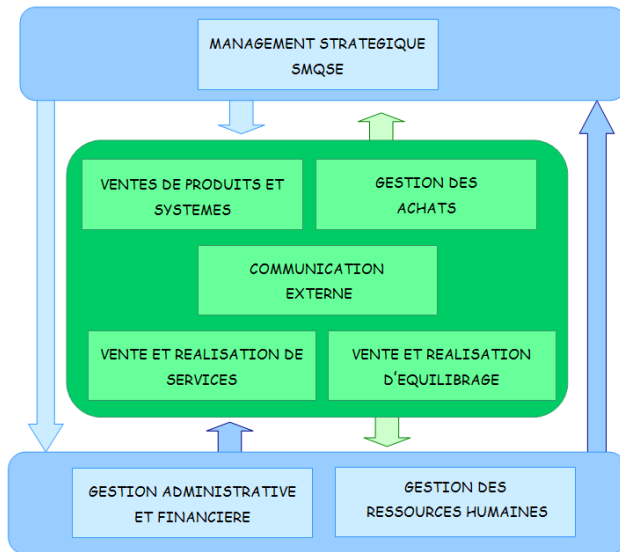 MANAGEMENT STRATEGIQUE
SMQSE
VENTES DE PRODUITS ET
SYSTEMES
GESTION DES
ACHATS
COMMUNICATION
EXTERNE
VENTE ET REALISATION DE
SERVICES
VENTE ET REALISATION
D'EQUILIBRAGE
GESTION ADMINISTRATIVE
ET FINANCIERE
GESTION DES
RESSOURCES HUMAINES